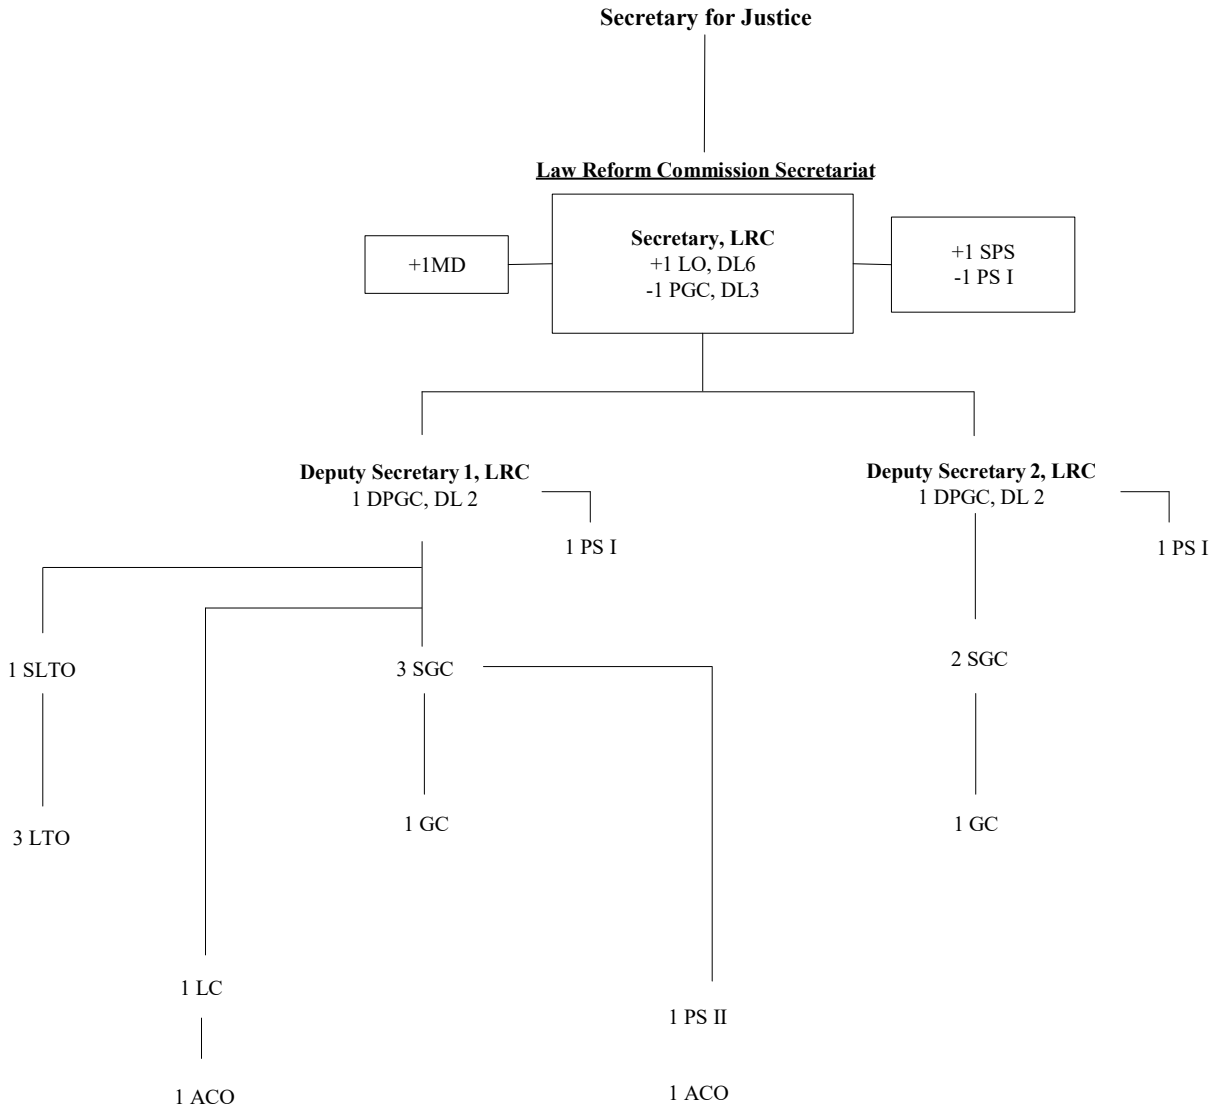 Secretary for Justice
Law Reform Commission Secretariat
Secretary, LRC
+1 LO, DL6
-1 PGC, DL3
+1MD
+1 SPS
-1 PS I
Deputy Secretary 1, LRC
1 DPGC, DL 2
1 PS I
Deputy Secretary 2, LRC
1 DPGC, DL 2
1 PS I
1 SLTO
3 SGC
2 SGC
3 LTO
1 GC
1 GC
1 LC
1 PS II
1 ACO
1 ACO